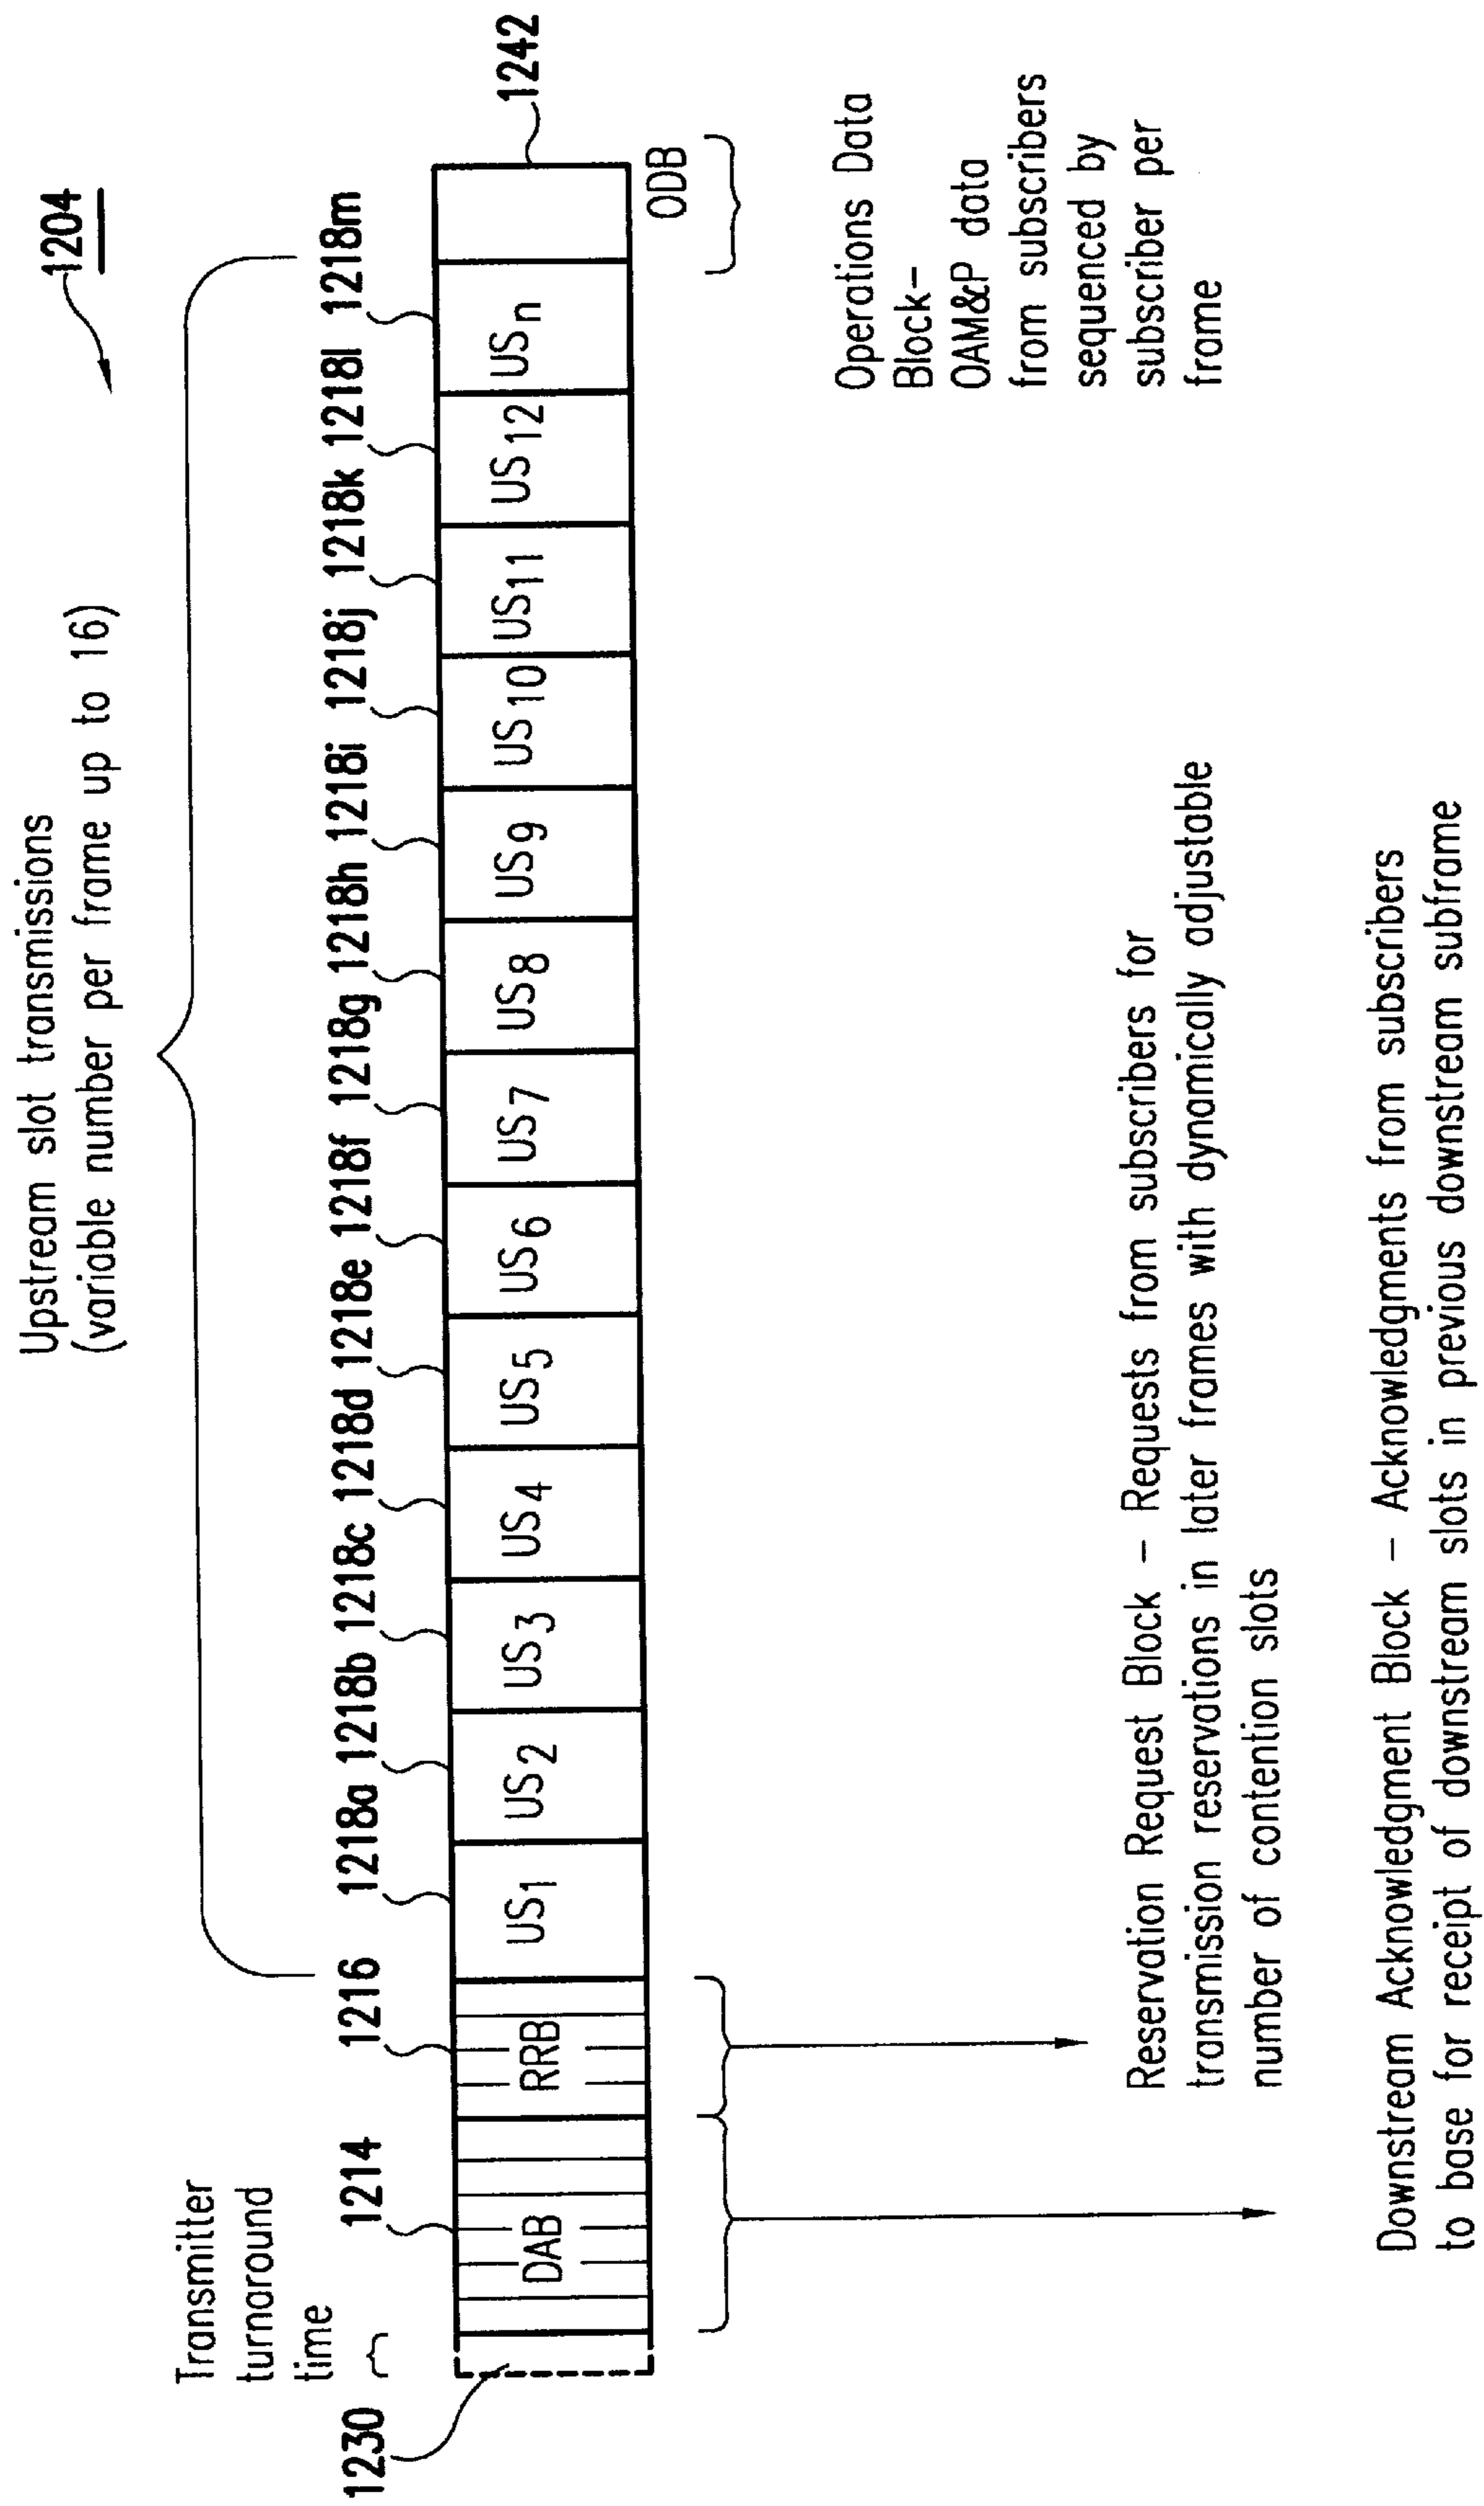 1204
Upstream slot transmissions
(variable number per frame up to 16)
Transmitter
turnaround
time
1230
1214
1216
1218a 1218b 1218c 1218d 1218e 1218f 1218g 1218h 1218i 1218j 1218k 1218l 1218m
1242
DAB RRB US1 US2 US3 US4 US5 US6 US7 US8 US9 US10 US11 US12 USn
ODB
Operations Data
Block–
OAM&P data
from subscribers
sequenced by
subscriber per
frame
Reservation Request Block – Requests from subscribers for
transmission reservations in later frames with dynamically adjustable
number of contention slots
Downstream Acknowledgment Block – Acknowledgments from subscribers
to base for receipt of downstream slots in previous downstream subframe